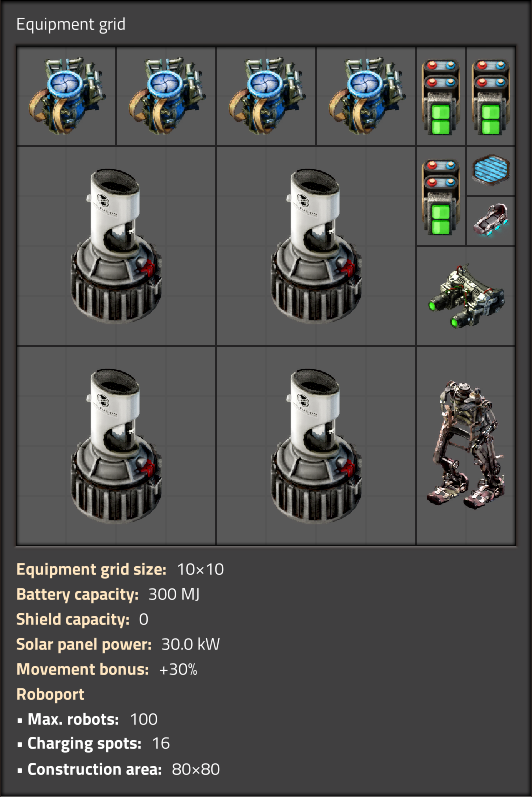 Equipment grid
Equipment grid size: 10×10
Battery capacity: 300 MJ
Shield capacity: 0
Solar panel power: 30.0 kW
Movement bonus: +30%
Roboport
▪ Max. robots: 100
▪ Charging spots: 16
▪ Construction area: 80×80